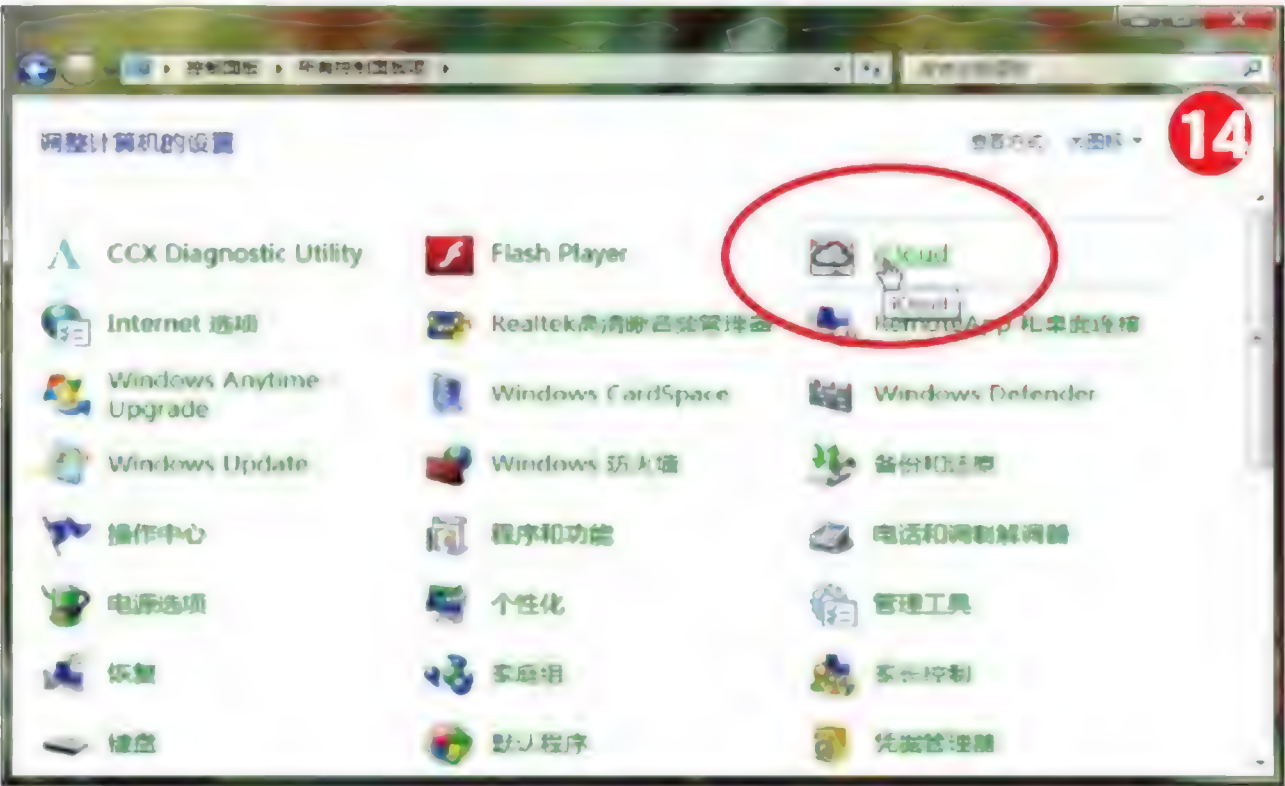 控制面板 ▸ 所有控制面板项 ▸
调整计算机的设置
查看方式: 大图标
14
CCX Diagnostic Utility
Flash Player
iCloud
iCloud
Internet 选项
Realtek高清晰音频管理器
RemoteApp 和桌面连接
Windows Anytime
Upgrade
Windows CardSpace
Windows Defender
Windows Update
Windows 防火墙
备份和还原
操作中心
程序和功能
电话和调制解调器
电源选项
个性化
管理工具
恢复
家庭组
家长控制
键盘
默认程序
凭据管理器